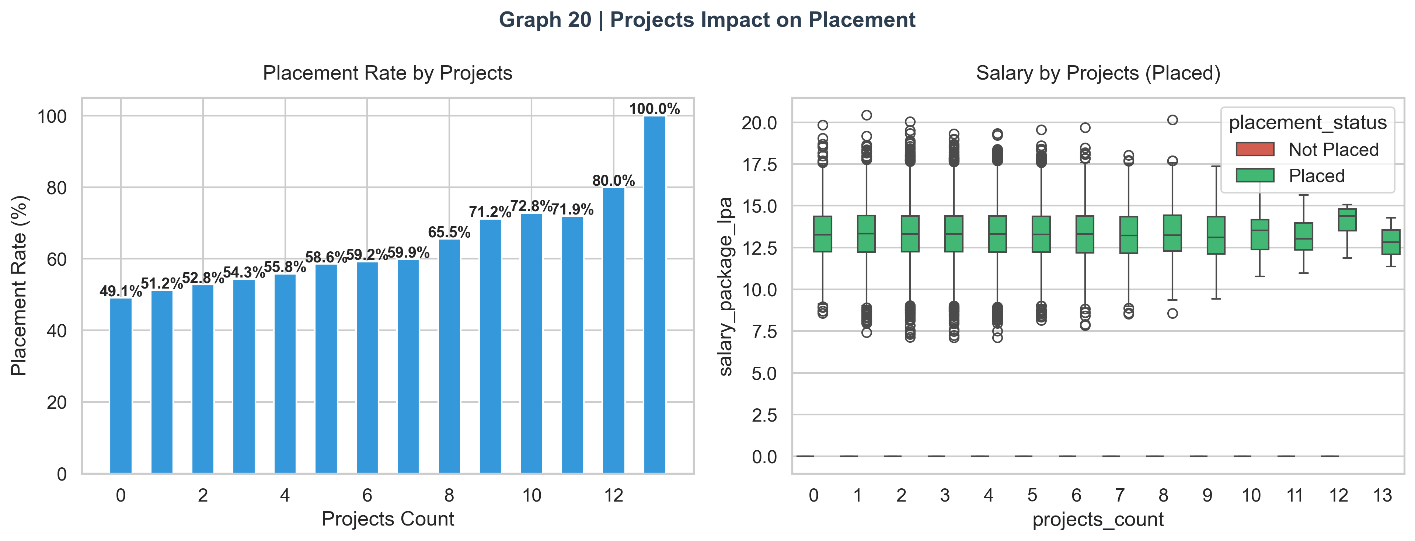 Graph 20 | Projects Impact on Placement
Placement Rate by Projects
Placement Rate (%)
100
80
60
40
20
0
49.1%
51.2%
52.8%
54.3%
55.8%
58.6%
59.2%
59.9%
65.5%
71.2%
72.8%
71.9%
80.0%
100.0%
0 2 4 6 8 10 12
Projects Count
Salary by Projects (Placed)
salary_package_lpa
20.0
17.5
15.0
12.5
10.0
7.5
5.0
2.5
0.0
placement_status
Not Placed
Placed
0 1 2 3 4 5 6 7 8 9 10 11 12 13
projects_count